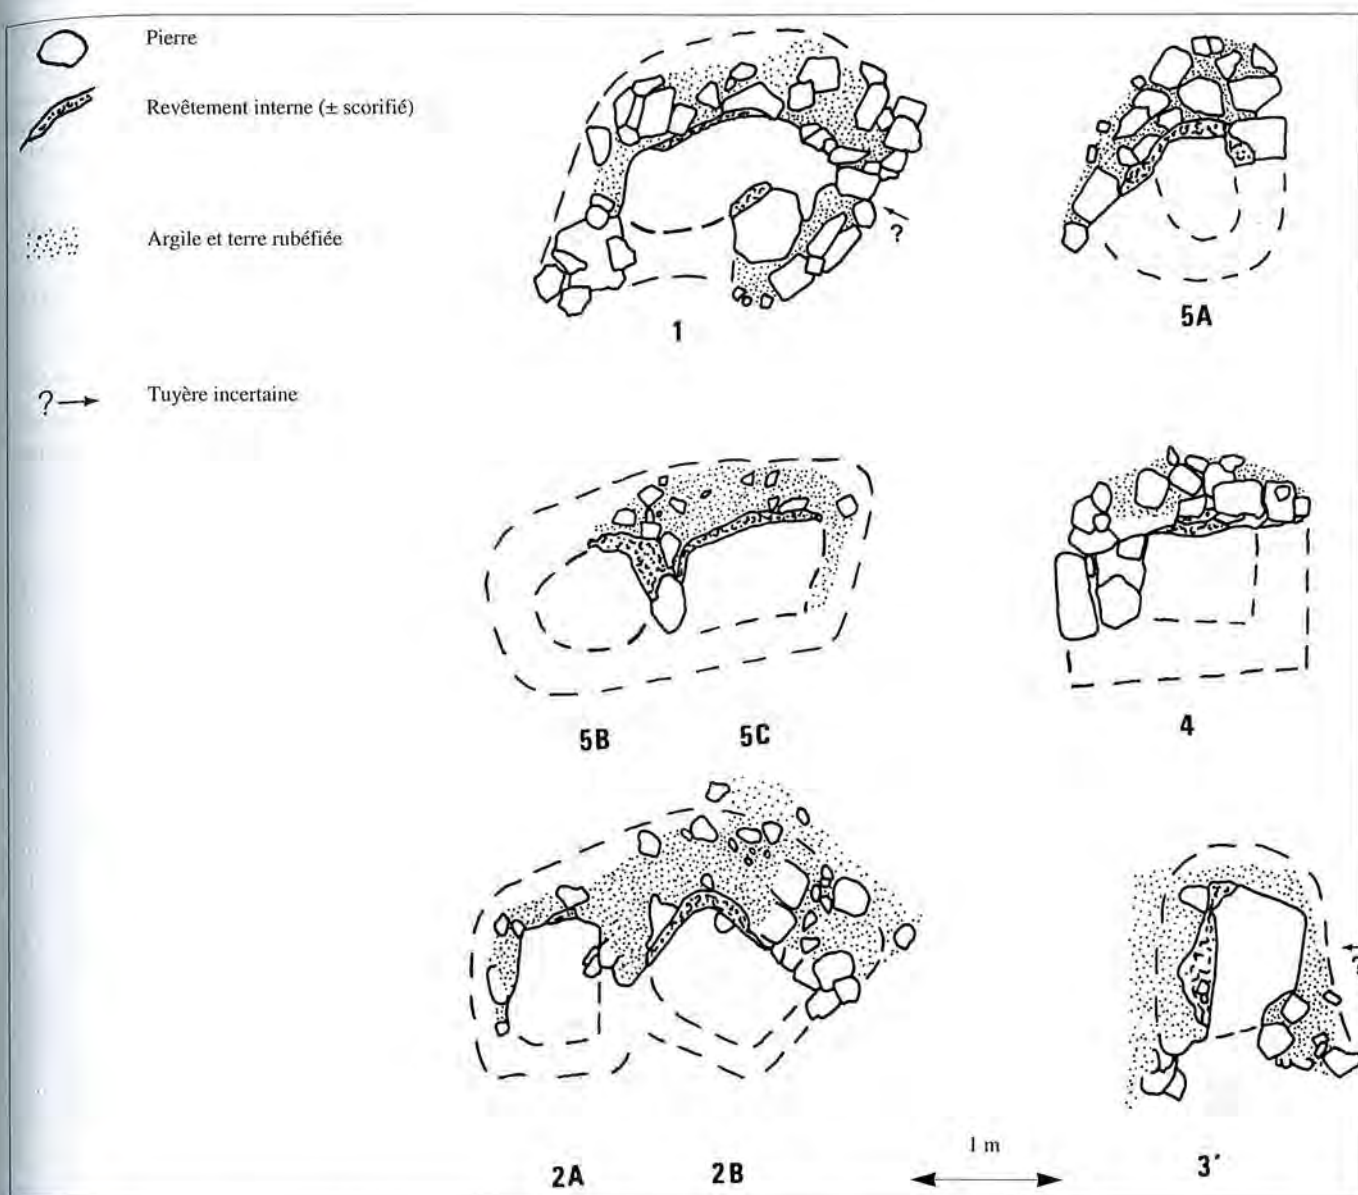 Pierre
Revêtement interne (± scorifié)
Argile et terre rubéfiée
?
Tuyère incertaine
?
1
5A
5B
5C
4
?
2A
2B
1 m
3'